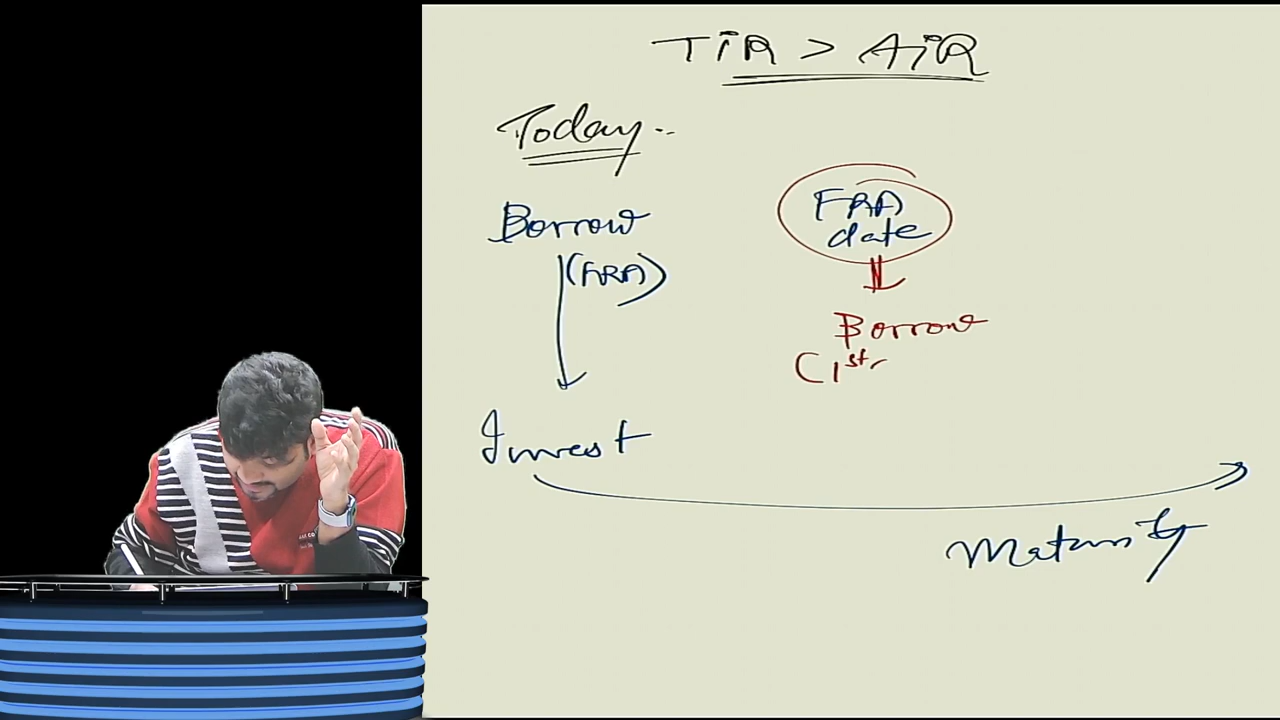 TIR > AIR
Today..
Borrow
(FRA)
FRA
date
Borrow
(1st
Invest
Maturity